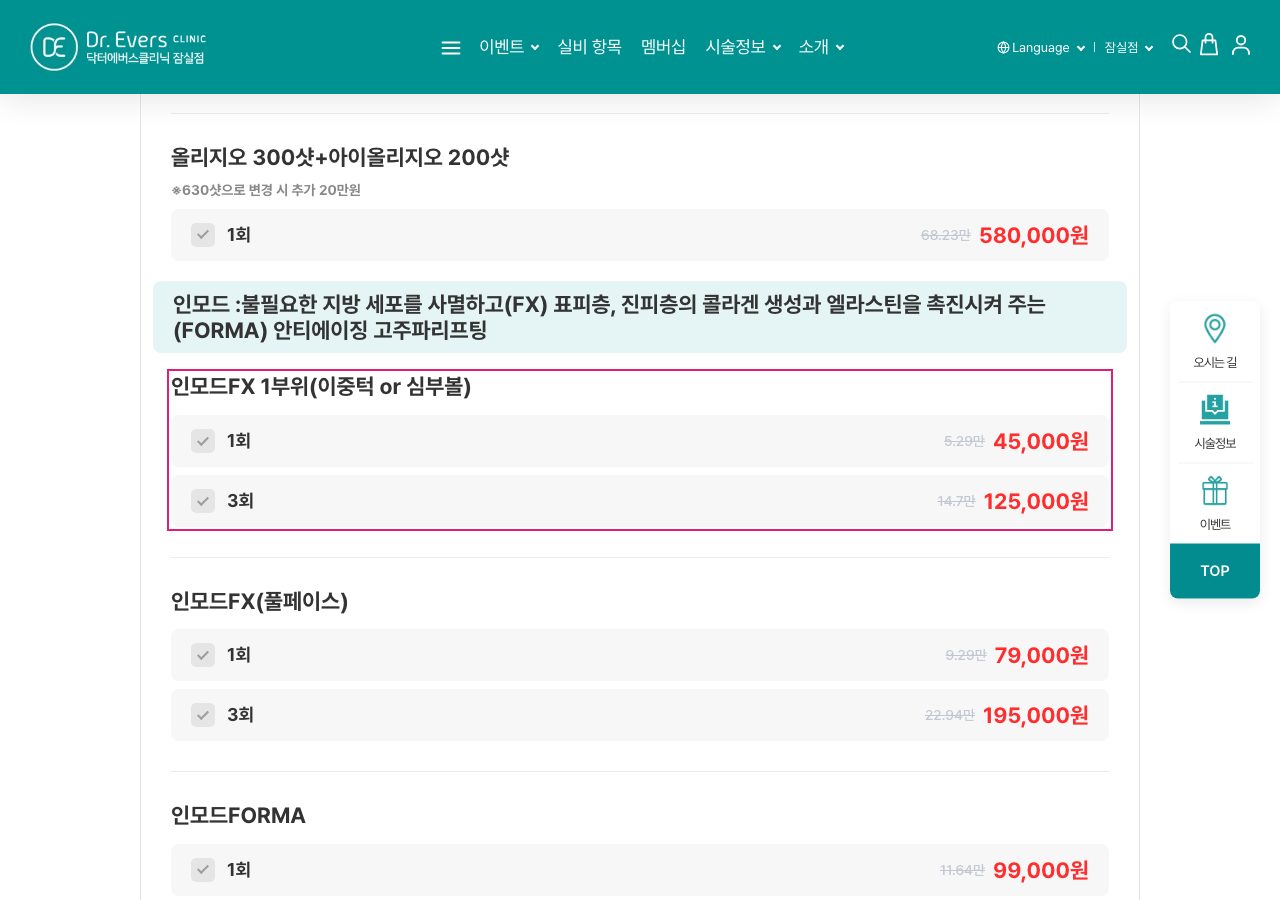 Dr. Evers CLINIC
닥터에버스클리닉 잠실점
이벤트
실비 항목
멤버십
시술정보
소개
Language
잠실점
올리지오 300샷+아이올리지오 200샷
※630샷으로 변경 시 추가 20만원
1회 68.23만 580,000원
인모드 :불필요한 지방 세포를 사멸하고(FX) 표피층, 진피층의 콜라겐 생성과 엘라스틴을 촉진시켜 주는
(FORMA) 안티에이징 고주파리프팅
인모드FX 1부위(이중턱 or 심부볼)
1회 5.29만 45,000원
3회 14.7만 125,000원
인모드FX(풀페이스)
1회 9.29만 79,000원
3회 22.94만 195,000원
인모드FORMA
1회 11.64만 99,000원
오시는 길
시술정보
이벤트
TOP